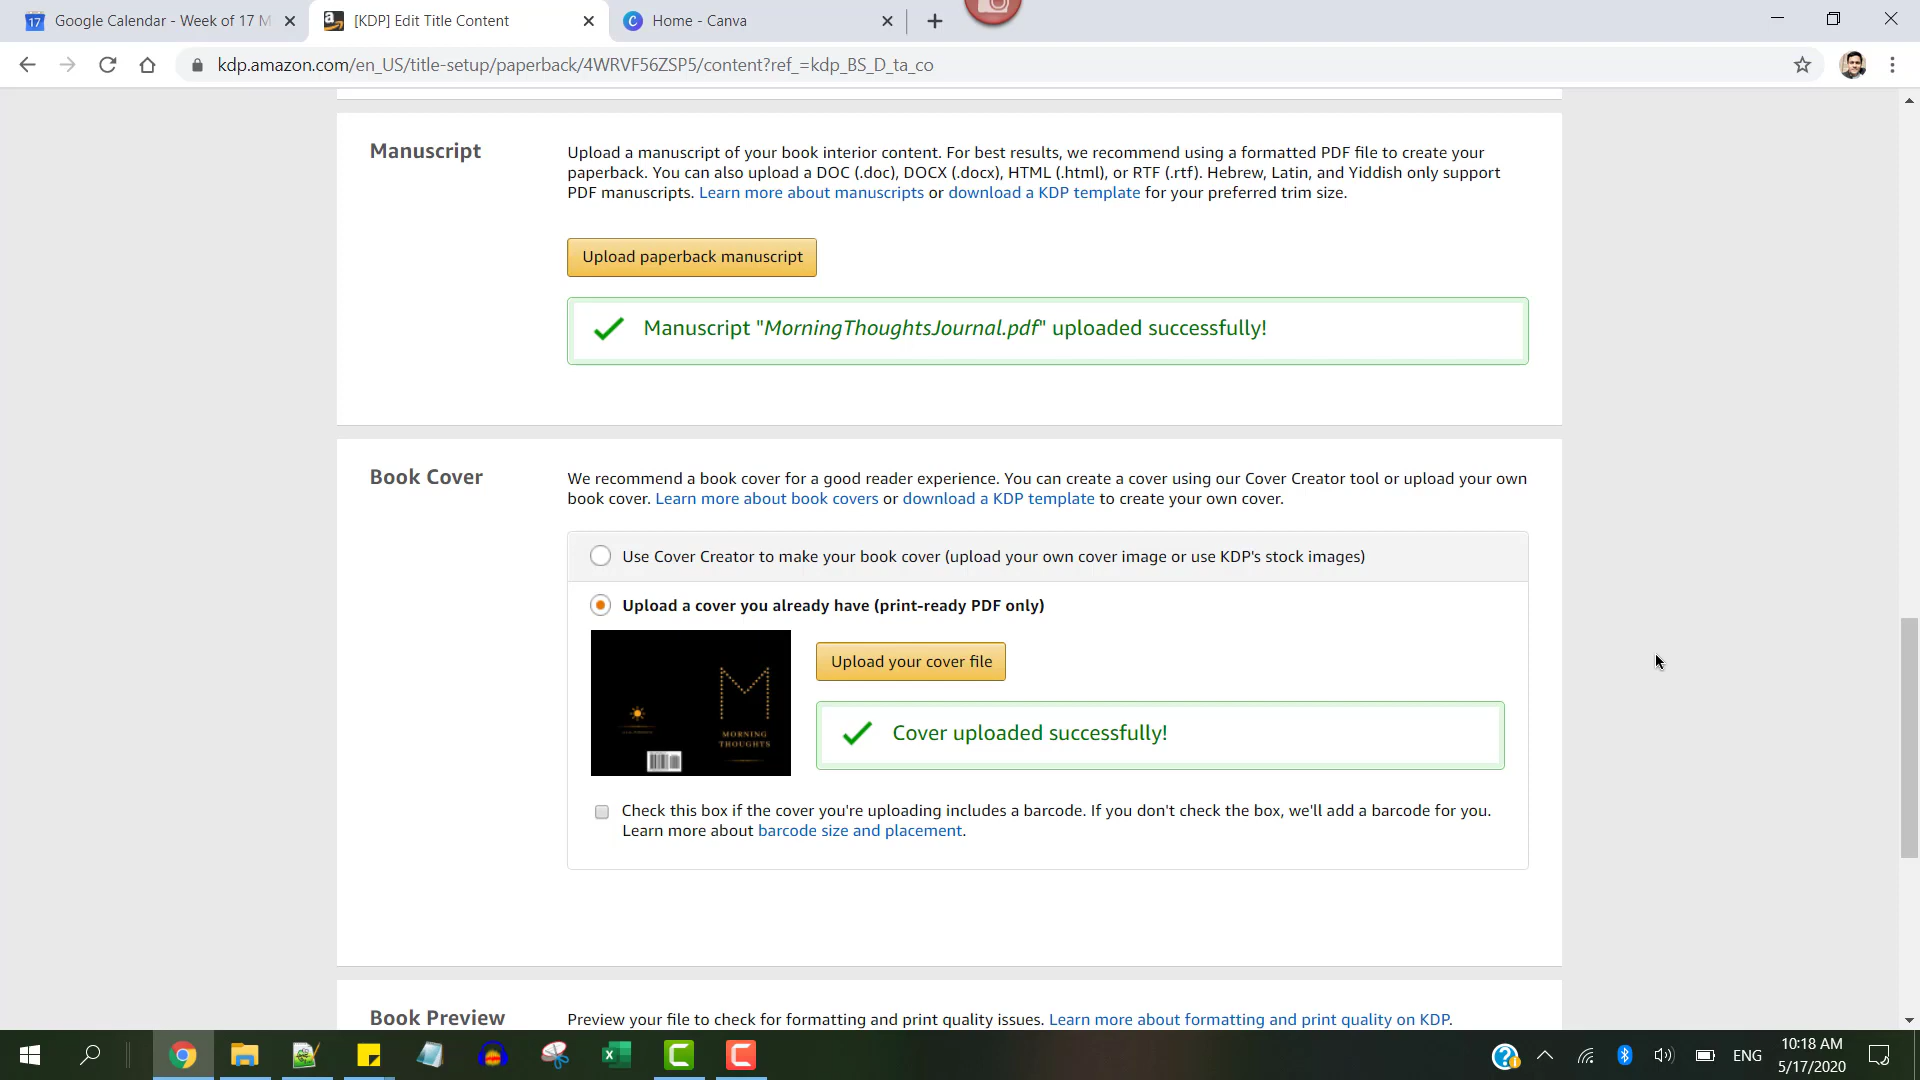 Google Calendar - Week of 17 M
[KDP] Edit Title Content
Home - Canva
kdp.amazon.com/en_US/title-setup/paperback/4WRVF56ZSP5/content?ref_=kdp_BS_D_ta_co
Manuscript
Upload a manuscript of your book interior content. For best results, we recommend using a formatted PDF file to create your
paperback. You can also upload a DOC (.doc), DOCX (.docx), HTML (.html), or RTF (.rtf). Hebrew, Latin, and Yiddish only support
PDF manuscripts. Learn more about manuscripts or download a KDP template for your preferred trim size.
Upload paperback manuscript
Manuscript "MorningThoughtsJournal.pdf" uploaded successfully!
Book Cover
We recommend a book cover for a good reader experience. You can create a cover using our Cover Creator tool or upload your own
book cover. Learn more about book covers or download a KDP template to create your own cover.
Use Cover Creator to make your book cover (upload your own cover image or use KDP's stock images)
Upload a cover you already have (print-ready PDF only)
M
MORNING
THOUGHTS
Upload your cover file
Cover uploaded successfully!
Check this box if the cover you're uploading includes a barcode. If you don't check the box, we'll add a barcode for you.
Learn more about barcode size and placement.
Book Preview
Preview your file to check for formatting and print quality issues. Learn more about formatting and print quality on KDP.
ENG
10:18 AM
5/17/2020